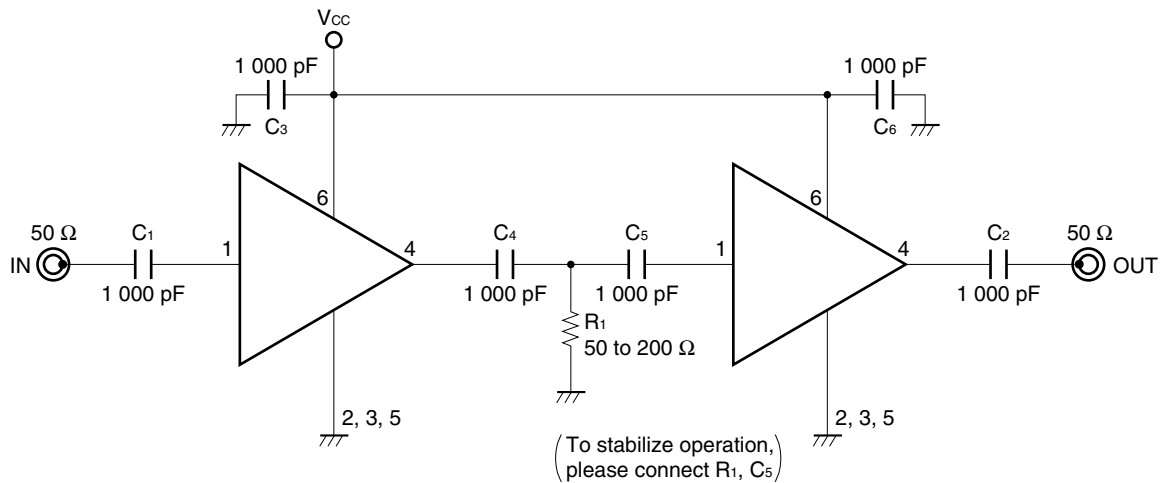 VCC
1 000 pF
C3
1 000 pF
C6
6
6
50 Ω
IN
C1
1 000 pF
1
4
C4
1 000 pF
C5
1 000 pF
R1
50 to 200 Ω
1
4
C2
1 000 pF
50 Ω
OUT
2, 3, 5
2, 3, 5
(To stabilize operation,
please connect R1, C5)